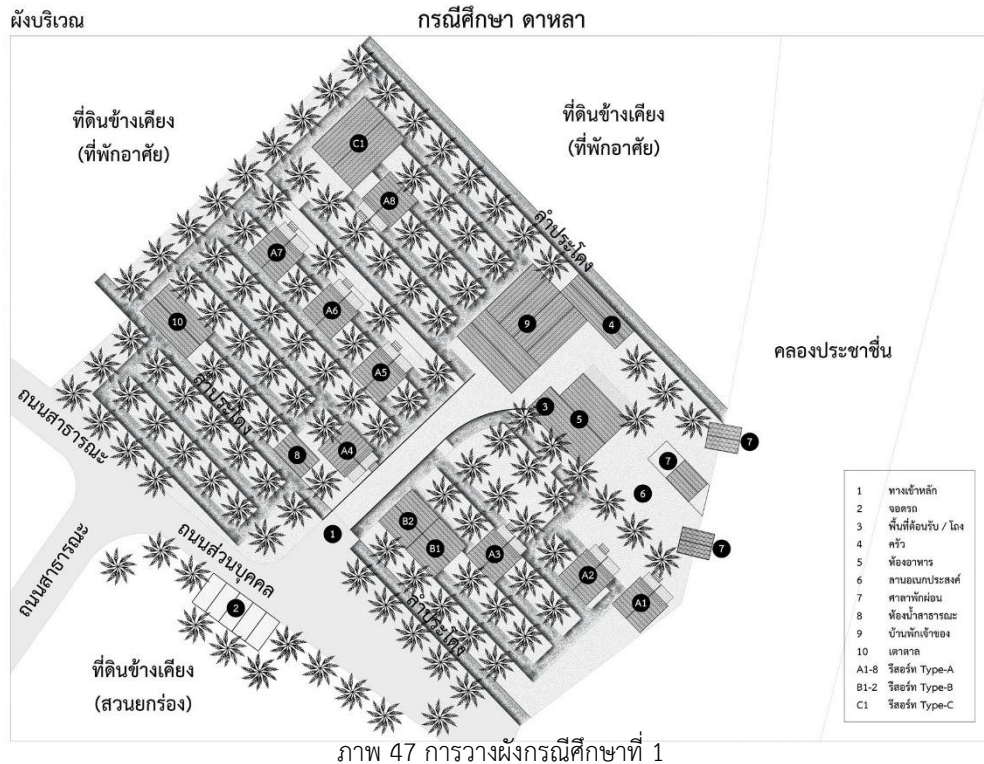 ผังบริเวณ
กรณีศึกษา ดาหลา
ที่ดินข้างเคียง
(ที่พักอาศัย)
ที่ดินข้างเคียง
(ที่พักอาศัย)
C1
A8
ลำประโดง
A7
A6
9
4
10
A5
คลองประชาชื่น
ถนนสาธารณะ
ลำประโดง
3
5
7
8
A4
7
6
1
B2
B1
A3
7
A2
A1
ถนนส่วนบุคคล
2
ถนนสาธารณะ
ลำประโดง
ที่ดินข้างเคียง
(สวนยกร่อง)
1 ทางเข้าหลัก
2 จอดรถ
3 พื้นที่ต้อนรับ / โถง
4 ครัว
5 ห้องอาหาร
6 ลานอเนกประสงค์
7 ศาลาพักผ่อน
8 ห้องน้ำสาธารณะ
9 บ้านพักเจ้าของ
10 เตาตาล
A1-8 รีสอร์ท Type-A
B1-2 รีสอร์ท Type-B
C1 รีสอร์ท Type-C
ภาพ 47 การวางผังกรณีศึกษาที่ 1